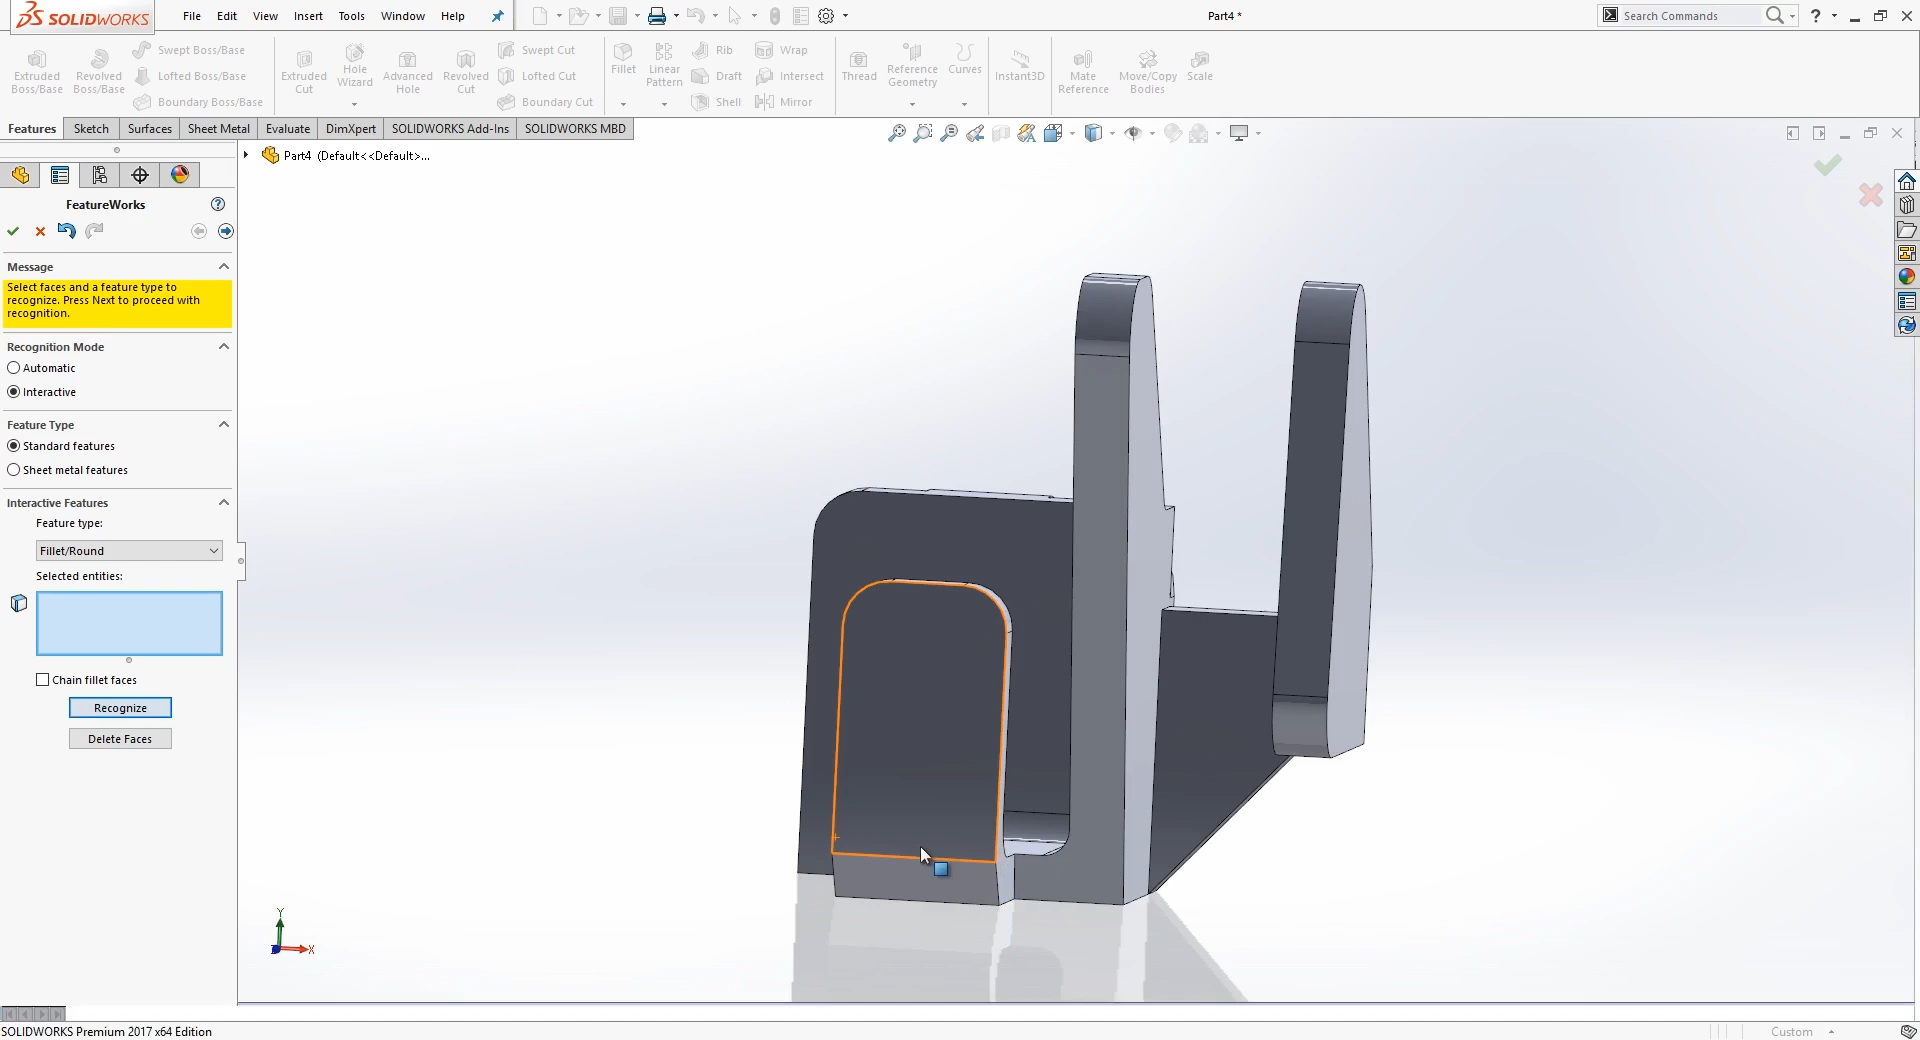 SOLIDWORKS
File Edit View Insert Tools Window Help
Part4 *
Search Commands
Extruded Boss/Base
Revolved Boss/Base
Swept Boss/Base
Lofted Boss/Base
Boundary Boss/Base
Extruded Cut
Hole Wizard
Advanced Hole
Revolved Cut
Swept Cut
Lofted Cut
Boundary Cut
Fillet
Linear Pattern
Rib
Draft
Shell
Wrap
Intersect
Mirror
Thread
Reference Geometry
Curves
Instant3D
Mate Reference
Move/Copy Bodies
Scale
Features Sketch Surfaces Sheet Metal Evaluate DimXpert SOLIDWORKS Add-Ins SOLIDWORKS MBD
Part4 (Default<<Default>...
FeatureWorks
Message
Select faces and a feature type to
recognize. Press Next to proceed with
recognition.
Recognition Mode
Automatic
Interactive
Feature Type
Standard features
Sheet metal features
Interactive Features
Feature type:
Fillet/Round
Selected entities:
Chain fillet faces
Recognize
Delete Faces
Y
X
Z
SOLIDWORKS Premium 2017 x64 Edition
Custom